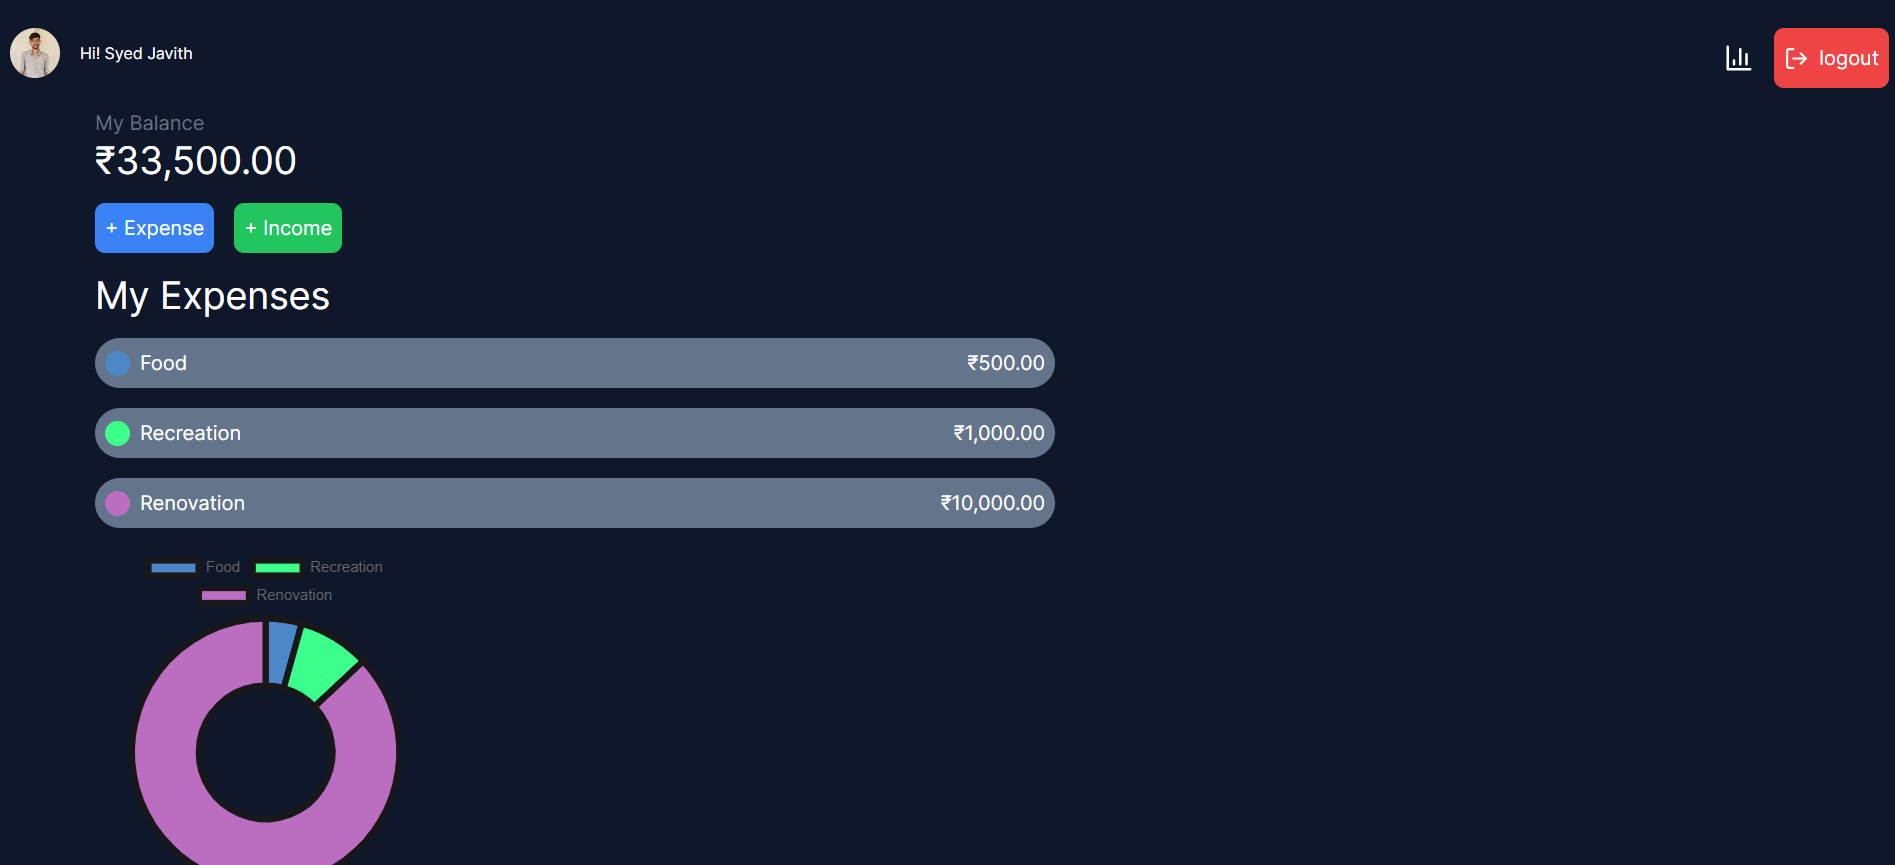 Hi! Syed Javith
logout
My Balance
₹33,500.00
+ Expense + Income
My Expenses
Food ₹500.00
Recreation ₹1,000.00
Renovation ₹10,000.00
Food Recreation
Renovation